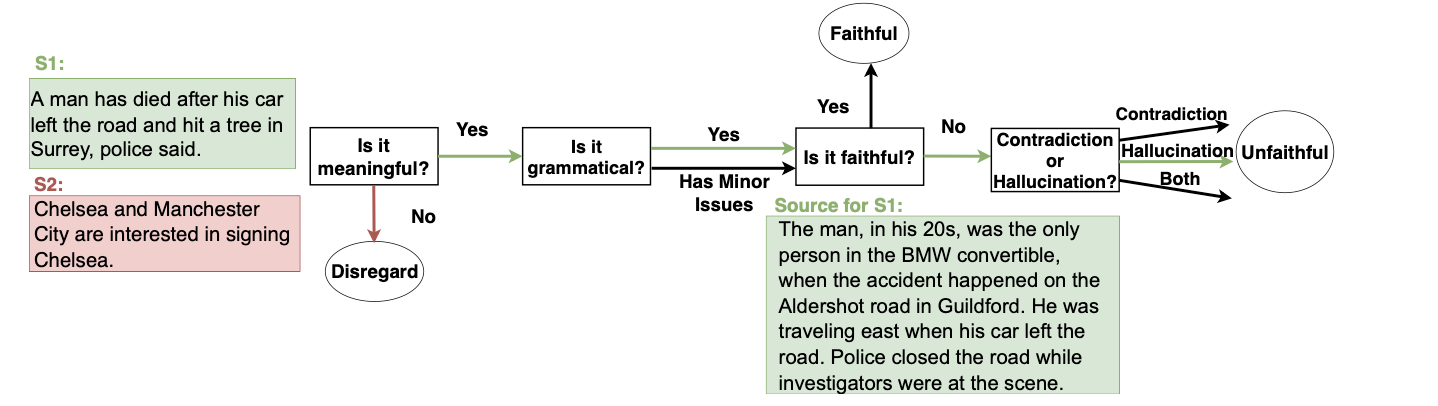 S1:
A man has died after his car
left the road and hit a tree in
Surrey, police said.
S2:
Chelsea and Manchester
City are interested in signing
Chelsea.
Is it
meaningful?
Yes
No
Disregard
Is it
grammatical?
Yes
Has Minor
Issues
Is it faithful?
Yes
Faithful
No
Contradiction
or
Hallucination?
Contradiction
Hallucination
Both
Unfaithful
Source for S1:
The man, in his 20s, was the only
person in the BMW convertible,
when the accident happened on the
Aldershot road in Guildford. He was
traveling east when his car left the
road. Police closed the road while
investigators were at the scene.